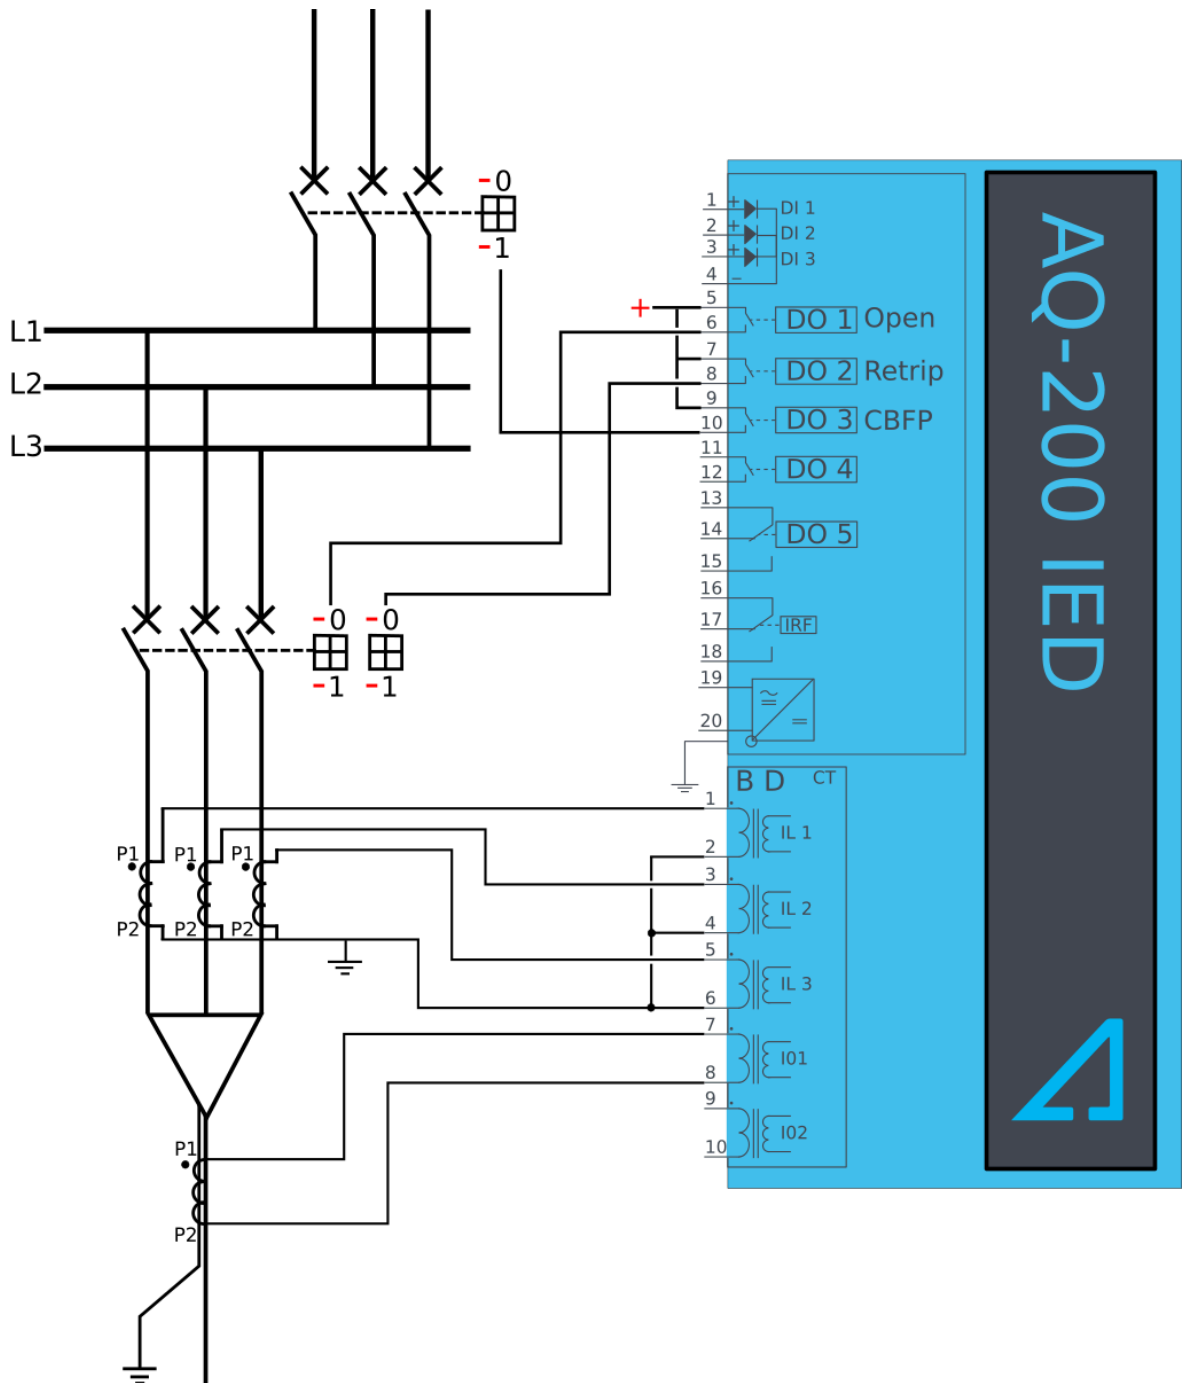 -0
-1
L1
L2
L3
-0
-1
-0
-1
+
1 + DI 1
2 + DI 2
3 + DI 3
4 −
5
6
DO 1 Open
7
8
DO 2 Retrip
9
10
DO 3 CBFP
11
12
DO 4
13
14
15
DO 5
16
17
18
IRF
19
20
≂
=
B D CT
1
2
IL 1
3
4
IL 2
5
6
IL 3
7
8
I01
9
10
I02
P1 P1 P1
P2 P2 P2
P1
P2
AQ-200 IED